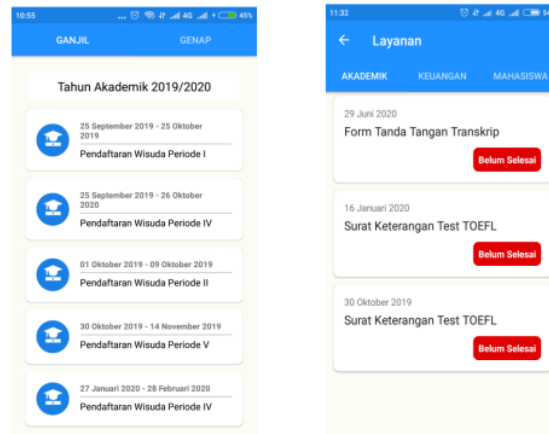 10:55
... 4G 45%
GANJIL GENAP
Tahun Akademik 2019/2020
25 September 2019 - 25 Oktober
2019
Pendaftaran Wisuda Periode I
25 September 2019 - 26 Oktober
2020
Pendaftaran Wisuda Periode IV
01 Oktober 2019 - 09 Oktober 2019
Pendaftaran Wisuda Periode II
30 Oktober 2019 - 14 November 2019
Pendaftaran Wisuda Periode V
27 Januari 2020 - 28 Februari 2020
Pendaftaran Wisuda Periode IV
11:32
4G
Layanan
AKADEMIK KEUANGAN MAHASISWA
29 Juni 2020
Form Tanda Tangan Transkrip
Belum Selesai
16 Januari 2020
Surat Keterangan Test TOEFL
Belum Selesai
30 Oktober 2019
Surat Keterangan Test TOEFL
Belum Selesai